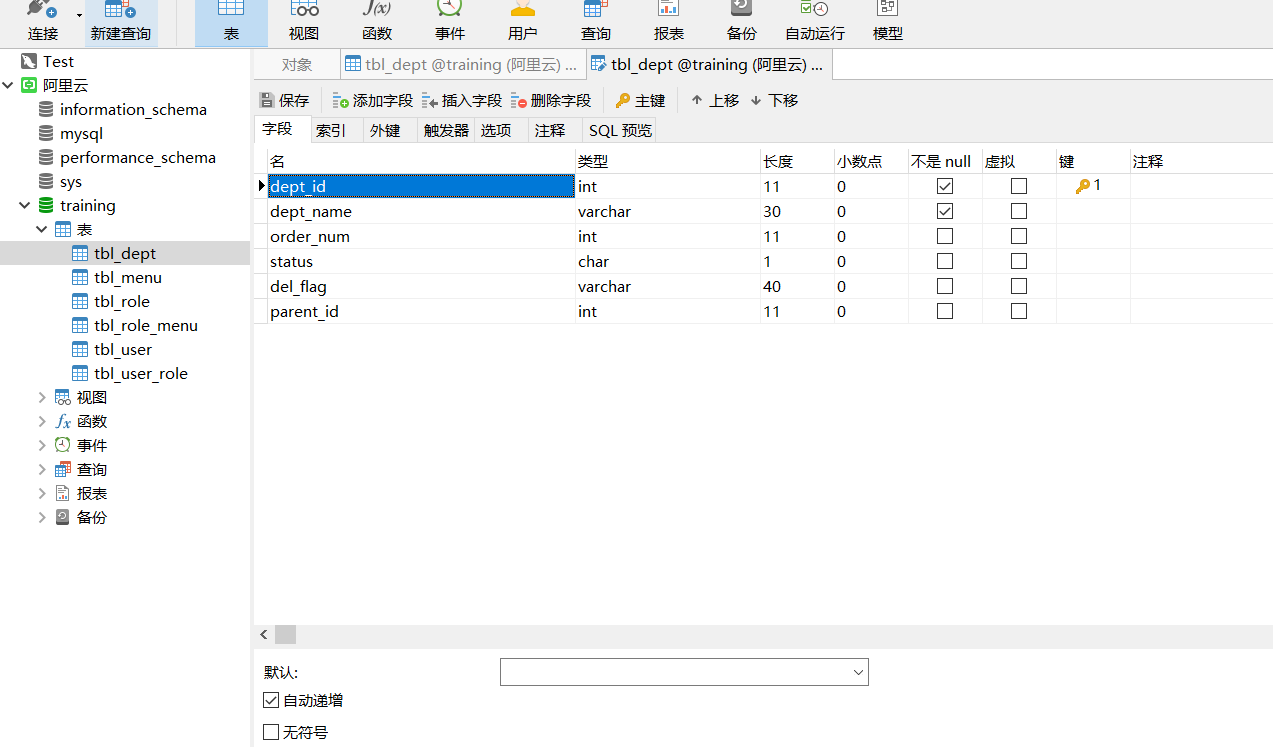 连接 新建查询 表 视图 函数 事件 用户 查询 报表 备份 自动运行 模型
Test
阿里云
information_schema
mysql
performance_schema
sys
training
表
tbl_dept
tbl_menu
tbl_role
tbl_role_menu
tbl_user
tbl_user_role
视图
函数
事件
查询
报表
备份
对象 tbl_dept @training (阿里云) ... tbl_dept @training (阿里云) ...
保存 添加字段 插入字段 删除字段 主键 上移 下移
字段 索引 外键 触发器 选项 注释 SQL 预览
名 类型 长度 小数点 不是 null 虚拟 键 注释
dept_id int 11 0 1
dept_name varchar 30 0
order_num int 11 0
status char 1 0
del_flag varchar 40 0
parent_id int 11 0
默认:
自动递增
无符号